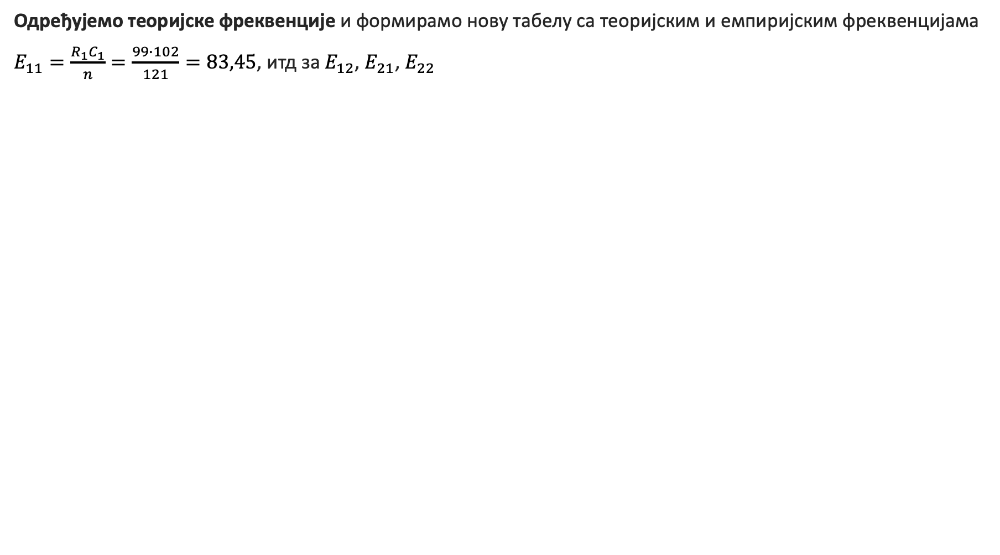 Одређујемо теоријске фреквенције и формирамо нову табелу са теоријским и емпиријским фреквенцијама
𝐸₁₁ = 𝑅₁𝐶₁/𝑛 = 99·102/121 = 83,45, итд за 𝐸₁₂, 𝐸₂₁, 𝐸₂₂